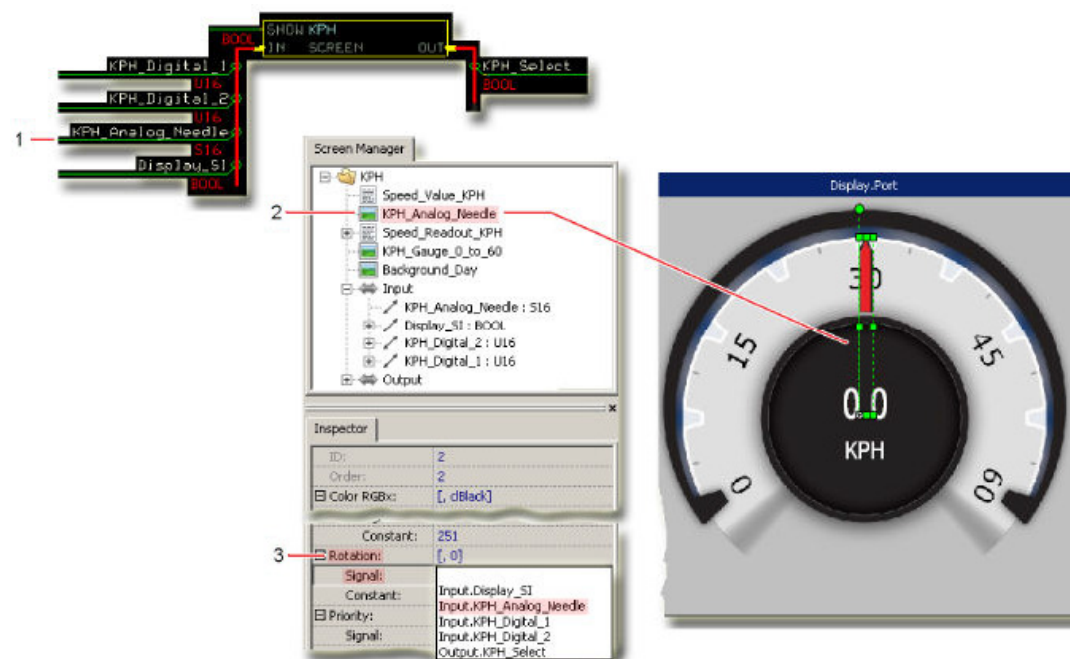 SHOW KPH
BOOL
IN SCREEN OUT
KPH_Digital_1
U16
KPH_Digital_2
U16
1
KPH_Analog_Needle
S16
Display_SI
BOOL
KPH_Select
BOOL
Screen Manager
KPH
Speed_Value_KPH
2
KPH_Analog_Needle
Speed_Readout_KPH
KPH_Gauge_0_to_60
Background_Day
Input
KPH_Analog_Needle : S16
Display_SI : BOOL
KPH_Digital_2 : U16
KPH_Digital_1 : U16
Output
Inspector
ID: 2
Order: 2
Color RGBx: [, dBlack]
Constant: 251
3
Rotation: [, 0]
Signal:
Constant:
Priority:
Signal:
Input.Display_SI
Input.KPH_Analog_Needle
Input.KPH_Digital_1
Input.KPH_Digital_2
Output.KPH_Select
Display.Port
0
15
30
45
60
0.0
KPH